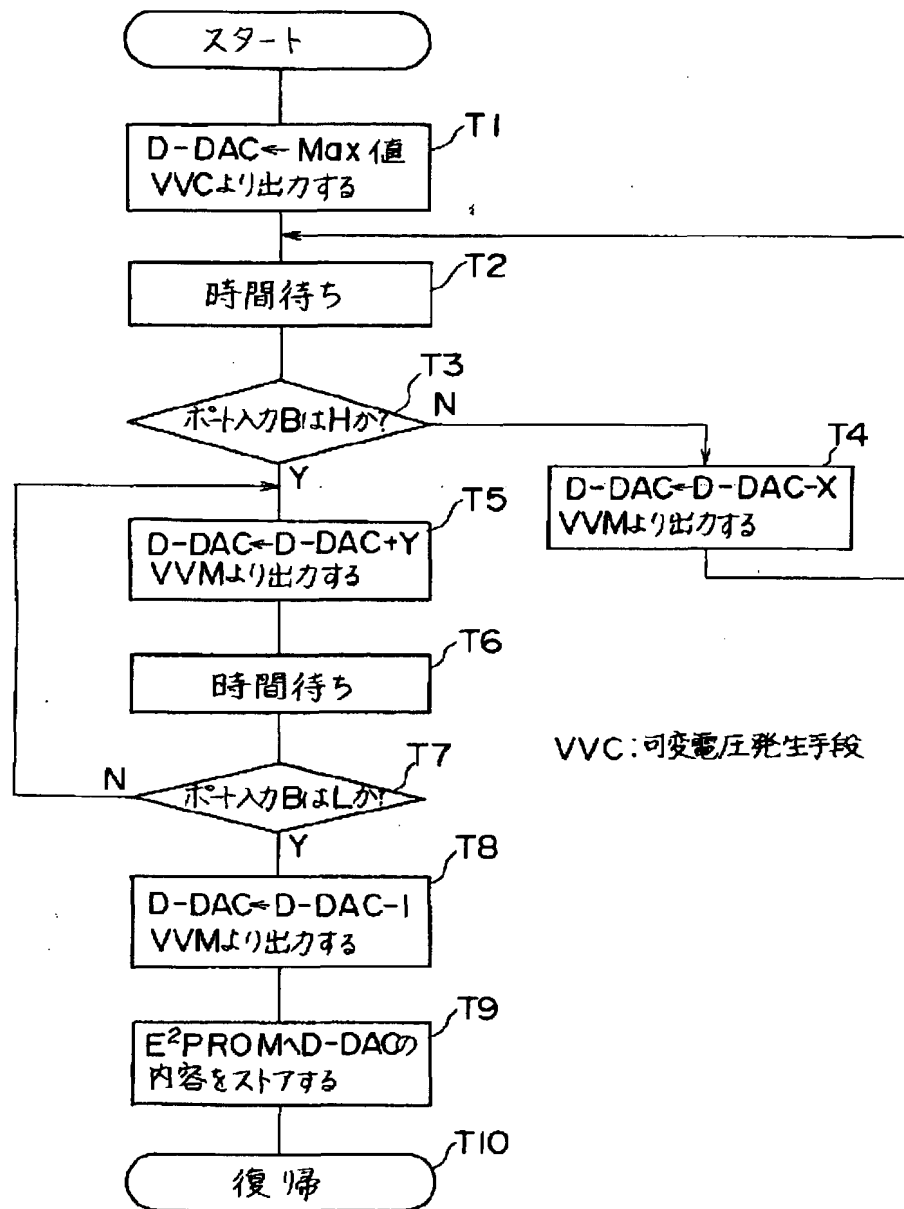 スタート
T1
D-DAC←Max値
VVCより出力する
T2
時間待ち
T3
ポート入力BはHか?
N
Y
T4
D-DAC←D-DAC-X
VVMより出力する
T5
D-DAC←D-DAC+Y
VVMより出力する
T6
時間待ち
VVC:可変電圧発生手段
T7
ポート入力BはLか?
N
Y
T8
D-DAC←D-DAC-1
VVMより出力する
T9
E²PROMへD-DACの
内容をストアする
T10
復帰